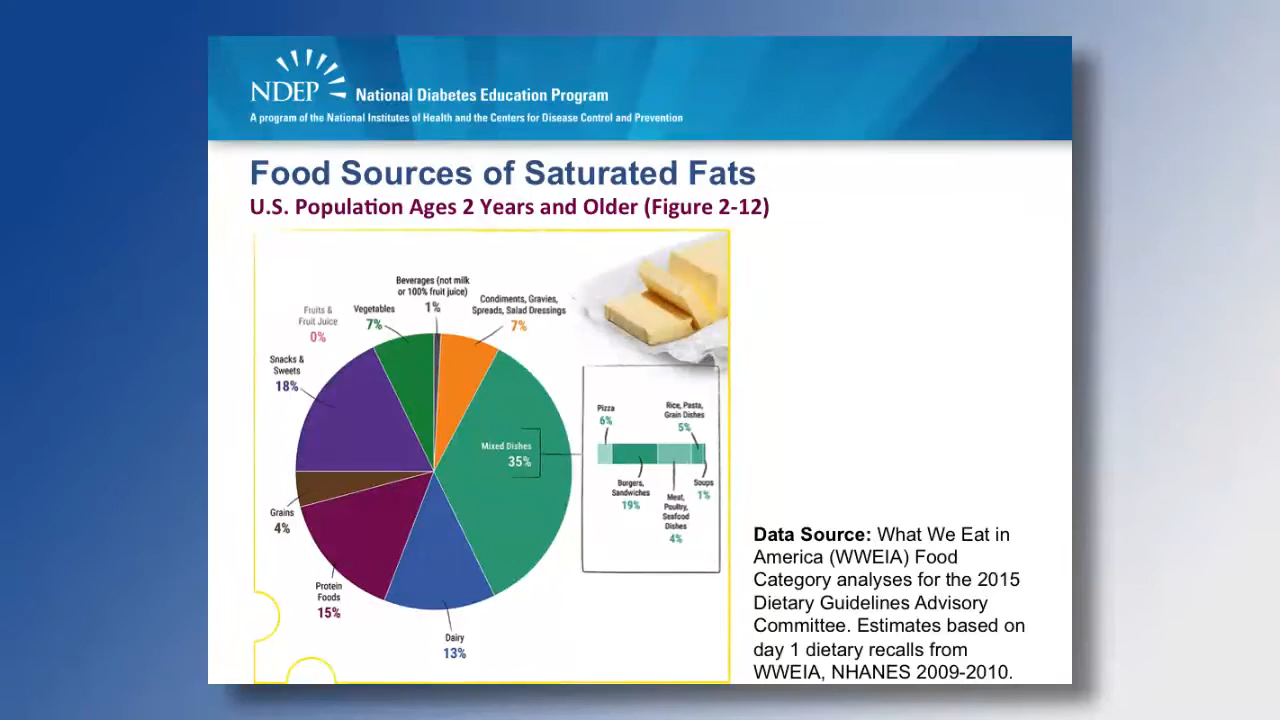 NDEP
National Diabetes Education Program
A program of the National Institutes of Health and the Centers for Disease Control and Prevention
Food Sources of Saturated Fats
U.S. Population Ages 2 Years and Older (Figure 2-12)
Beverages (not milk
or 100% fruit juice)
1%
Condiments, Gravies,
Spreads, Salad Dressings
7%
Vegetables
7%
Fruits &
Fruit Juice
0%
Snacks &
Sweets
18%
Mixed Dishes
35%
Grains
4%
Protein
Foods
15%
Dairy
13%
Pizza
6%
Rice, Pasta,
Grain Dishes
5%
Burgers,
Sandwiches
19%
Meat,
Poultry,
Seafood
Dishes
4%
Soups
1%
Data Source: What We Eat in
America (WWEIA) Food
Category analyses for the 2015
Dietary Guidelines Advisory
Committee. Estimates based on
day 1 dietary recalls from
WWEIA, NHANES 2009-2010.